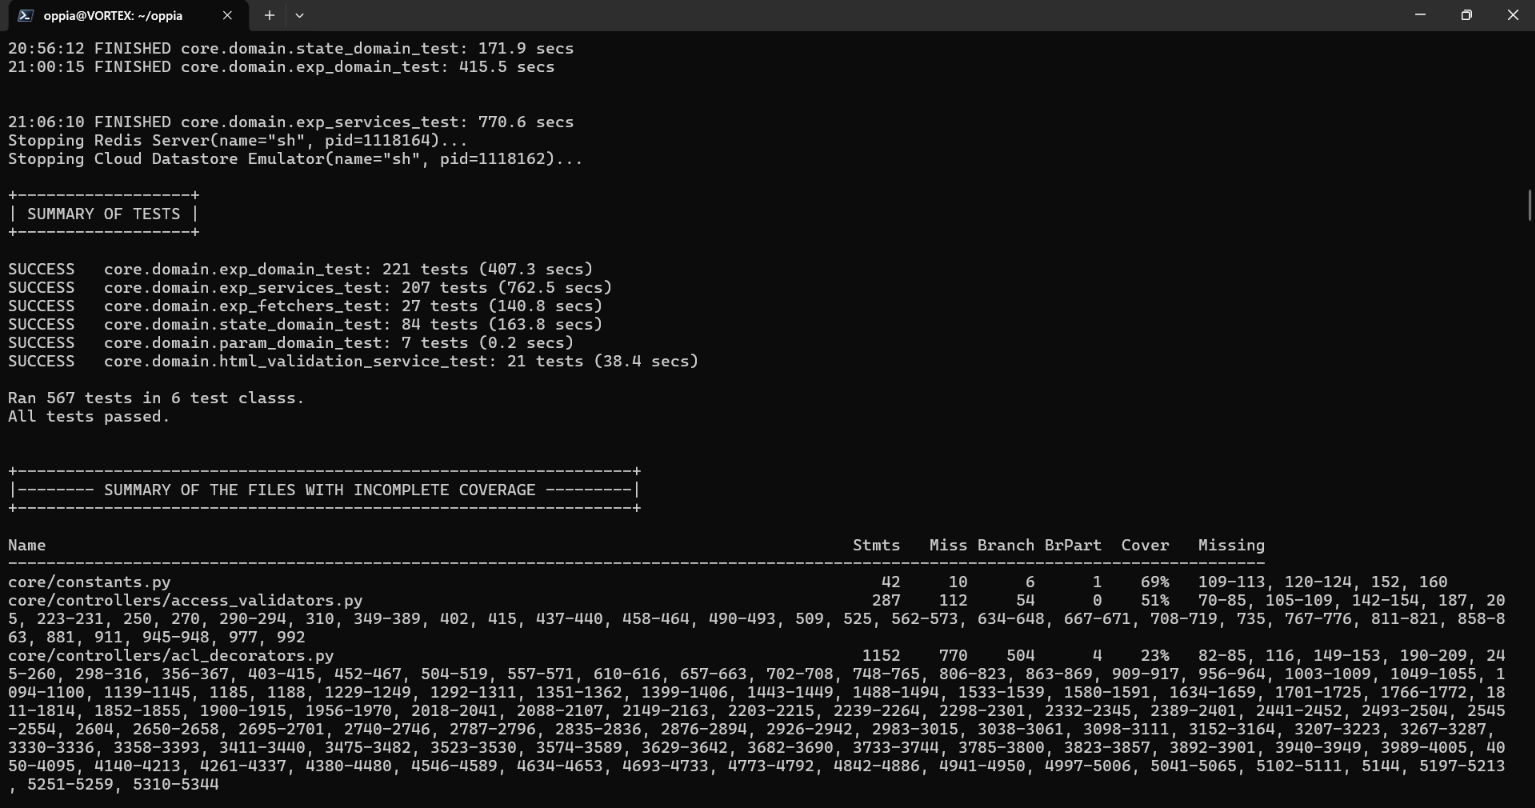 oppia@VORTEX: ~/oppia
20:56:12 FINISHED core.domain.state_domain_test: 171.9 secs
21:00:15 FINISHED core.domain.exp_domain_test: 415.5 secs
21:06:10 FINISHED core.domain.exp_services_test: 770.6 secs
Stopping Redis Server(name="sh", pid=1118164)...
Stopping Cloud Datastore Emulator(name="sh", pid=1118162)...
+------------------+
| SUMMARY OF TESTS |
+------------------+
SUCCESS   core.domain.exp_domain_test: 221 tests (407.3 secs)
SUCCESS   core.domain.exp_services_test: 207 tests (762.5 secs)
SUCCESS   core.domain.exp_fetchers_test: 27 tests (140.8 secs)
SUCCESS   core.domain.state_domain_test: 84 tests (163.8 secs)
SUCCESS   core.domain.param_domain_test: 7 tests (0.2 secs)
SUCCESS   core.domain.html_validation_service_test: 21 tests (38.4 secs)
Ran 567 tests in 6 test classs.
All tests passed.
+----------------------------------------------------------------+
|-------- SUMMARY OF THE FILES WITH INCOMPLETE COVERAGE ---------|
+----------------------------------------------------------------+
Name                                                                                    Stmts   Miss Branch BrPart  Cover   Missing
-----------------------------------------------------------------------------------------------------------------------------------
core/constants.py                                                                          42     10      6      1    69%   109-113, 120-124, 152, 160
core/controllers/access_validators.py                                                     287    112     54      0    51%   70-85, 105-109, 142-154, 187, 20
5, 223-231, 250, 270, 290-294, 310, 349-389, 402, 415, 437-440, 458-464, 490-493, 509, 525, 562-573, 634-648, 667-671, 708-719, 735, 767-776, 811-821, 858-8
63, 881, 911, 945-948, 977, 992
core/controllers/acl_decorators.py                                                       1152    770    504      4    23%   82-85, 116, 149-153, 190-209, 24
5-260, 298-316, 356-367, 403-415, 452-467, 504-519, 557-571, 610-616, 657-663, 702-708, 748-765, 806-823, 863-869, 909-917, 956-964, 1003-1009, 1049-1055, 1
094-1100, 1139-1145, 1185, 1188, 1229-1249, 1292-1311, 1351-1362, 1399-1406, 1443-1449, 1488-1494, 1533-1539, 1580-1591, 1634-1659, 1701-1725, 1766-1772, 18
11-1814, 1852-1855, 1900-1915, 1956-1970, 2018-2041, 2088-2107, 2149-2163, 2203-2215, 2239-2264, 2298-2301, 2332-2345, 2389-2401, 2441-2452, 2493-2504, 2545
-2554, 2604, 2650-2658, 2695-2701, 2740-2746, 2787-2796, 2835-2836, 2876-2894, 2926-2942, 2983-3015, 3038-3061, 3098-3111, 3152-3164, 3207-3223, 3267-3287,
3330-3336, 3358-3393, 3411-3440, 3475-3482, 3523-3530, 3574-3589, 3629-3642, 3682-3690, 3733-3744, 3785-3800, 3823-3857, 3892-3901, 3940-3949, 3989-4005, 40
50-4095, 4140-4213, 4261-4337, 4380-4480, 4546-4589, 4634-4653, 4693-4733, 4773-4792, 4842-4886, 4941-4950, 4997-5006, 5041-5065, 5102-5111, 5144, 5197-5213
, 5251-5259, 5310-5344